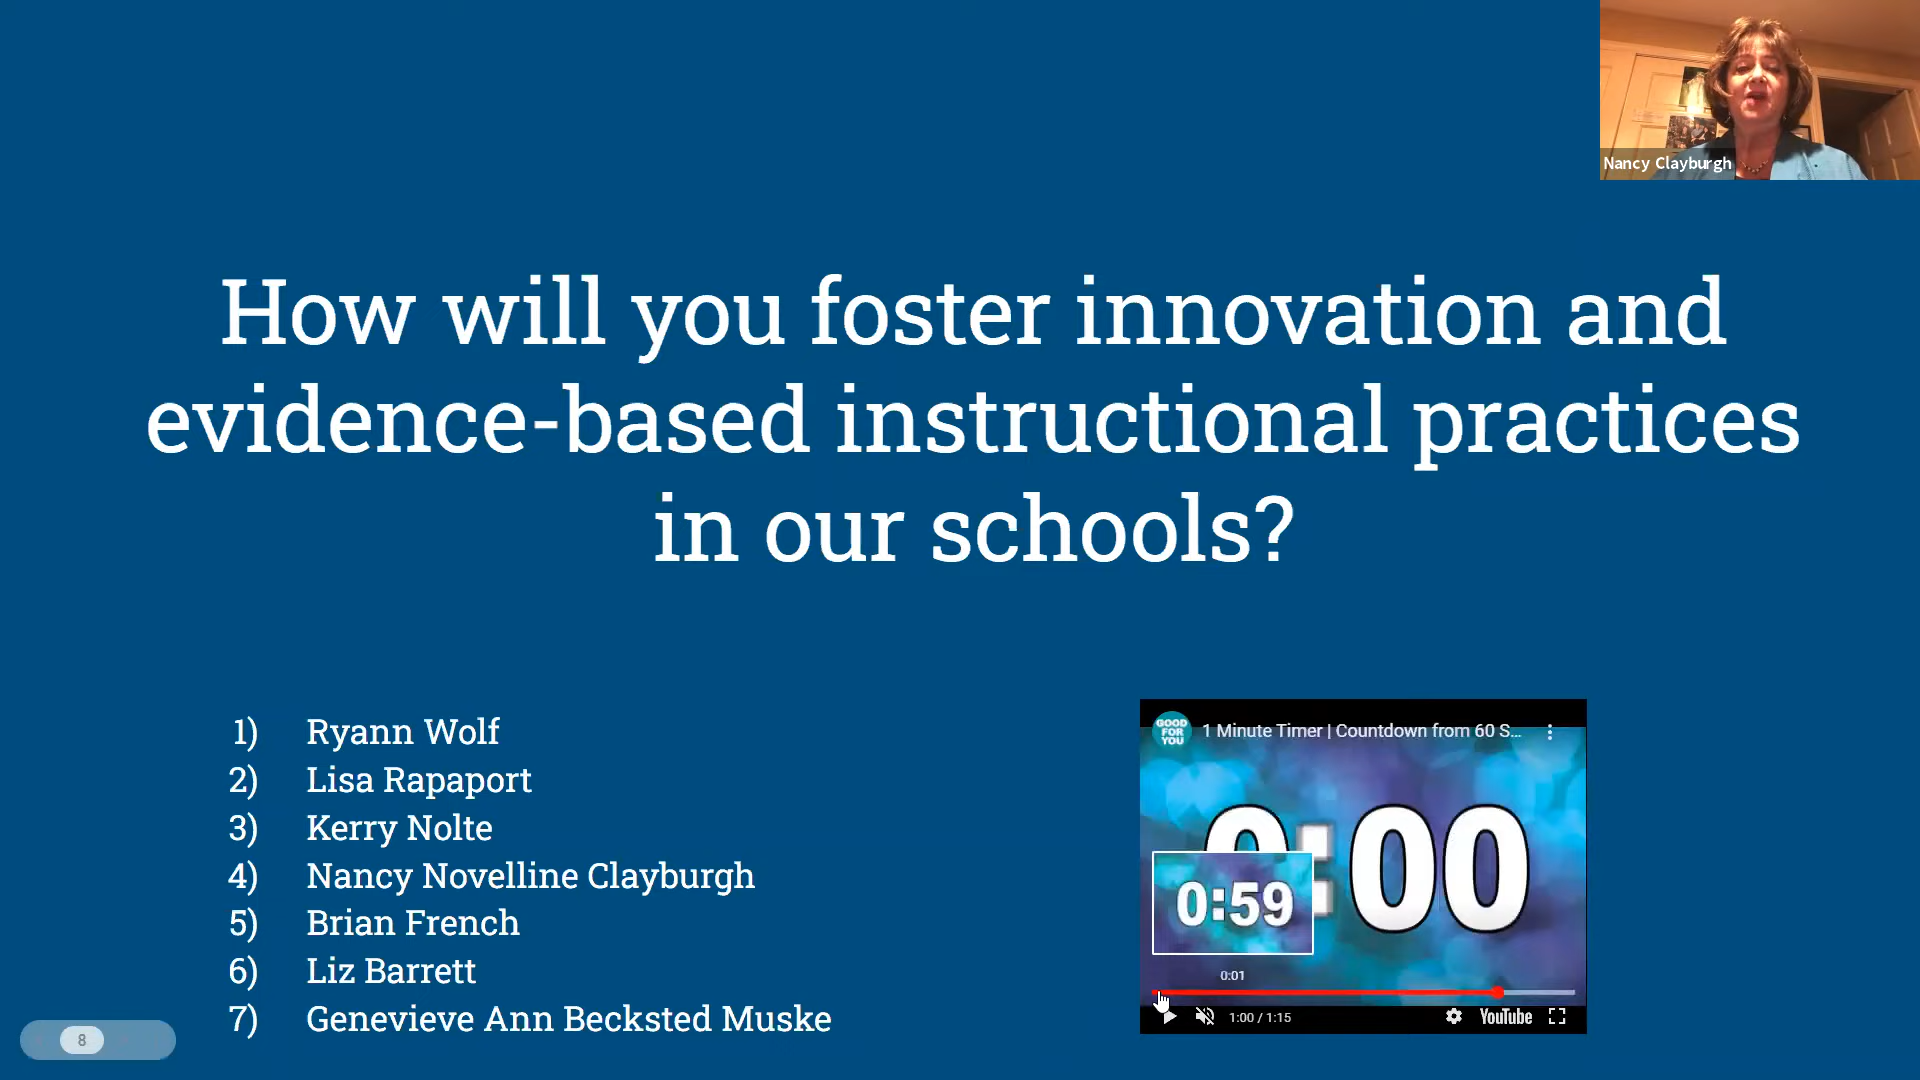 Nancy Clayburgh
How will you foster innovation and
evidence-based instructional practices
in our schools?
1) Ryann Wolf
2) Lisa Rapaport
3) Kerry Nolte
4) Nancy Novelline Clayburgh
5) Brian French
6) Liz Barrett
7) Genevieve Ann Becksted Muske
GOOD
FOR
YOU
1 Minute Timer | Countdown from 60 S...
0:00
0:59
0:01
1:00 / 1:15
YouTube
8